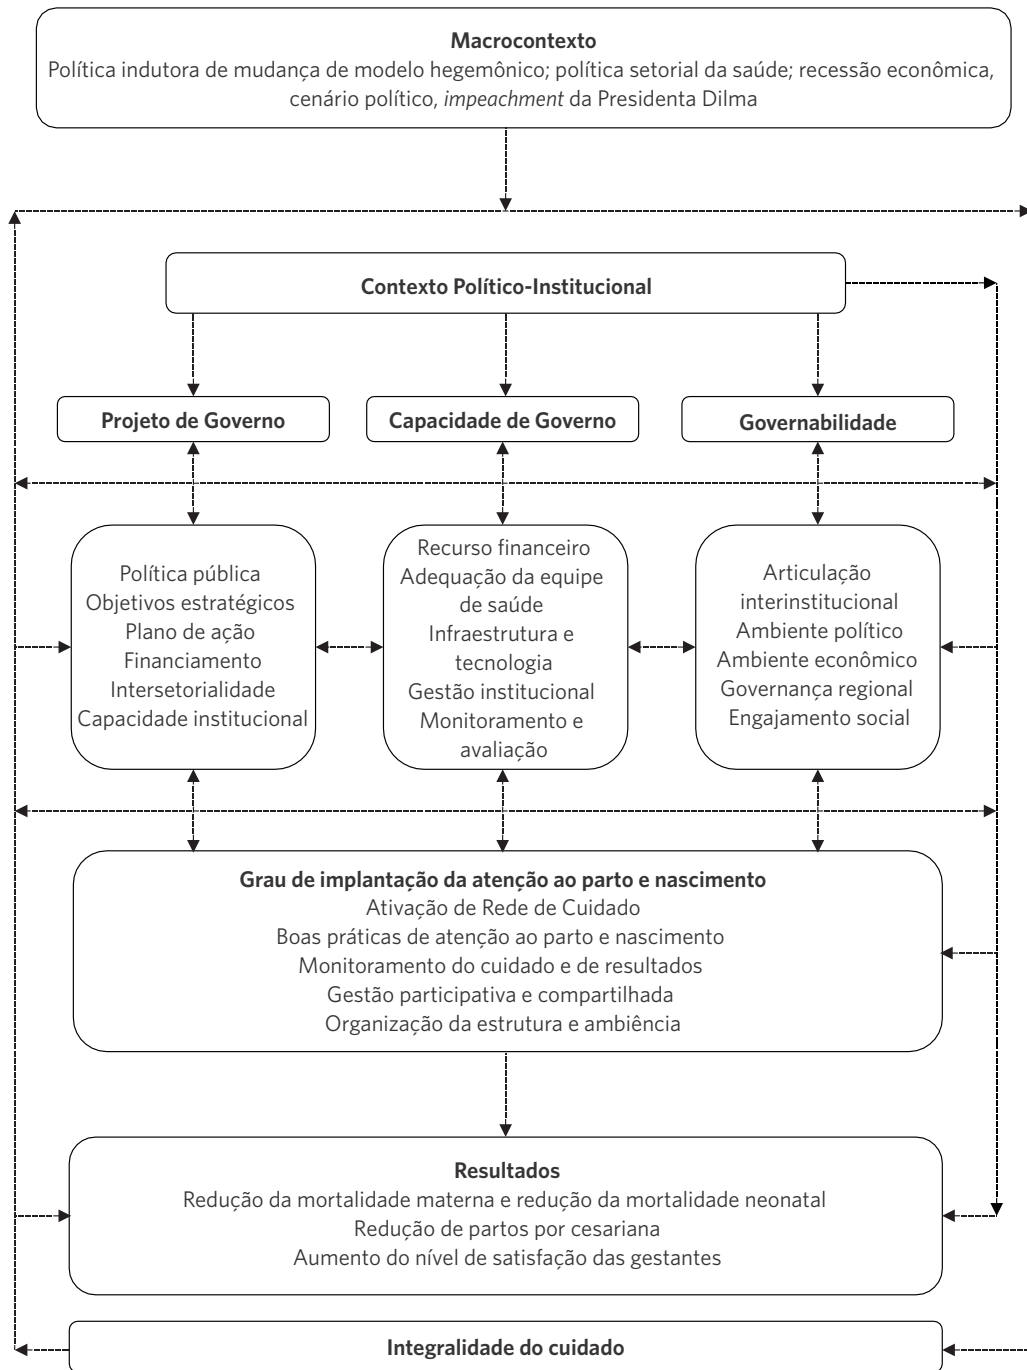 Macrocontexto
Política indutora de mudança de modelo hegemônico; política setorial da saúde; recessão econômica,
cenário político, impeachment da Presidenta Dilma
Contexto Político-Institucional
Projeto de Governo
Capacidade de Governo
Governabilidade
Política pública
Objetivos estratégicos
Plano de ação
Financiamento
Intersetorialidade
Capacidade institucional
Recurso financeiro
Adequação da equipe
de saúde
Infraestrutura e
tecnologia
Gestão institucional
Monitoramento e
avaliação
Articulação
interinstitucional
Ambiente político
Ambiente econômico
Governança regional
Engajamento social
Grau de implantação da atenção ao parto e nascimento
Ativação de Rede de Cuidado
Boas práticas de atenção ao parto e nascimento
Monitoramento do cuidado e de resultados
Gestão participativa e compartilhada
Organização da estrutura e ambiência
Resultados
Redução da mortalidade materna e redução da mortalidade neonatal
Redução de partos por cesariana
Aumento do nível de satisfação das gestantes
Integralidade do cuidado